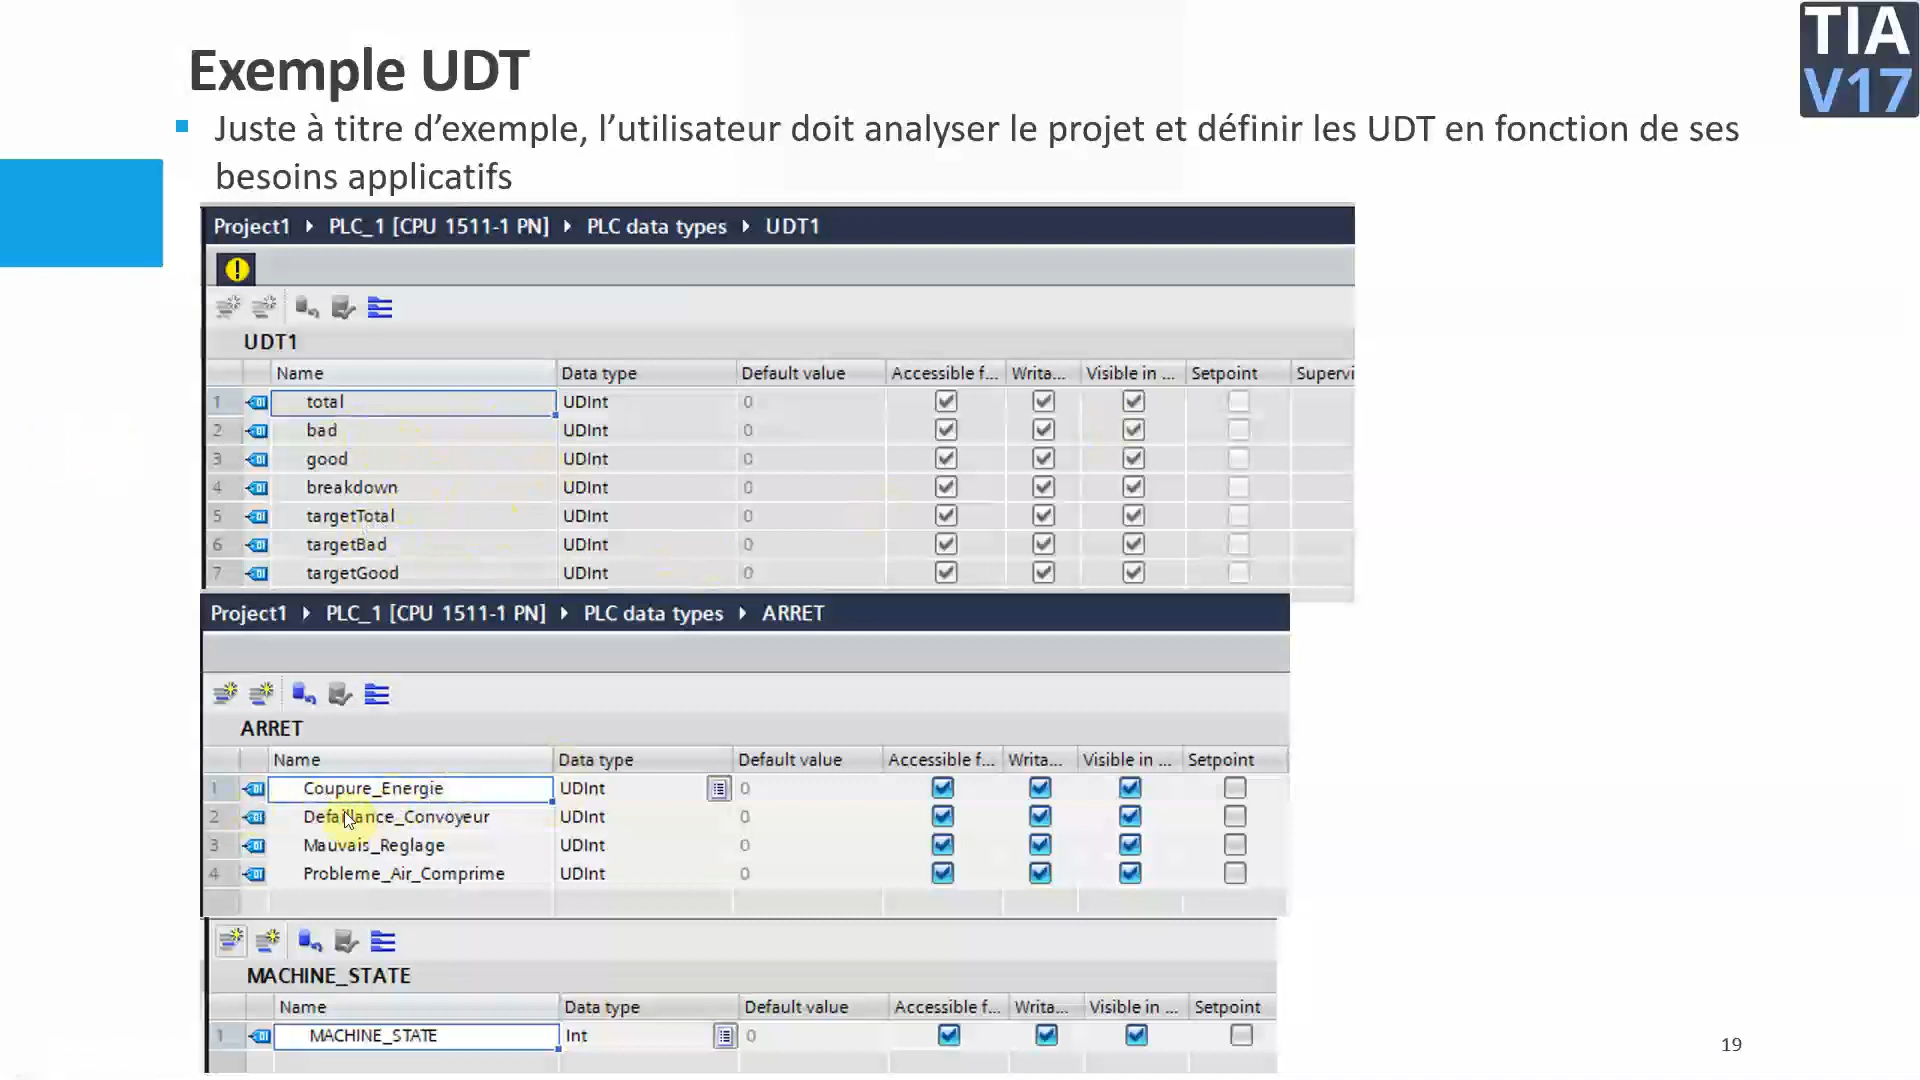 TIA
V17
Exemple UDT
Juste à titre d’exemple, l’utilisateur doit analyser le projet et définir les UDT en fonction de ses
besoins applicatifs
Project1 PLC_1 [CPU 1511-1 PN] PLC data types UDT1
UDT1
Name Data type Default value Accessible f... Writa... Visible in ... Setpoint Supervi
1 total UDInt 0
2 bad UDInt 0
3 good UDInt 0
4 breakdown UDInt 0
5 targetTotal UDInt 0
6 targetBad UDInt 0
7 targetGood UDInt 0
Project1 PLC_1 [CPU 1511-1 PN] PLC data types ARRET
ARRET
Name Data type Default value Accessible f... Writa... Visible in ... Setpoint
1 Coupure_Energie UDInt 0
2 Defaillance_Convoyeur UDInt 0
3 Mauvais_Reglage UDInt 0
4 Probleme_Air_Comprime UDInt 0
MACHINE_STATE
Name Data type Default value Accessible f... Writa... Visible in ... Setpoint
1 MACHINE_STATE Int 0
19